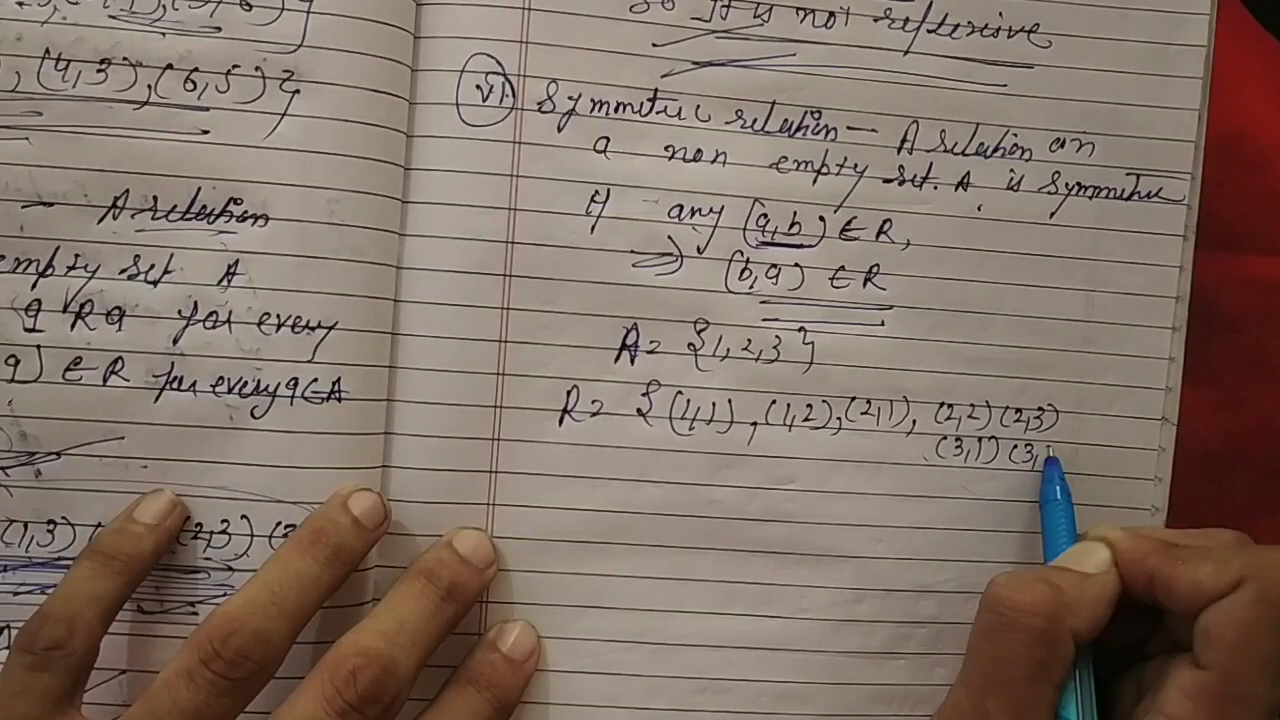 , (4,3), (6,5) }
- A relation
empty set A
a R a for every
a) ∈ R for every a ∈ A
(1,3) (2,3)
So It is not reflexive
vi) Symmetric relation - A relation on
a non empty set. A is Symmetric
if any (a,b) ∈ R,
=> (b,a) ∈ R
A = {1,2,3}
R = { (1,1), (1,2), (2,1), (2,2) (2,3)
(3,1) (3,